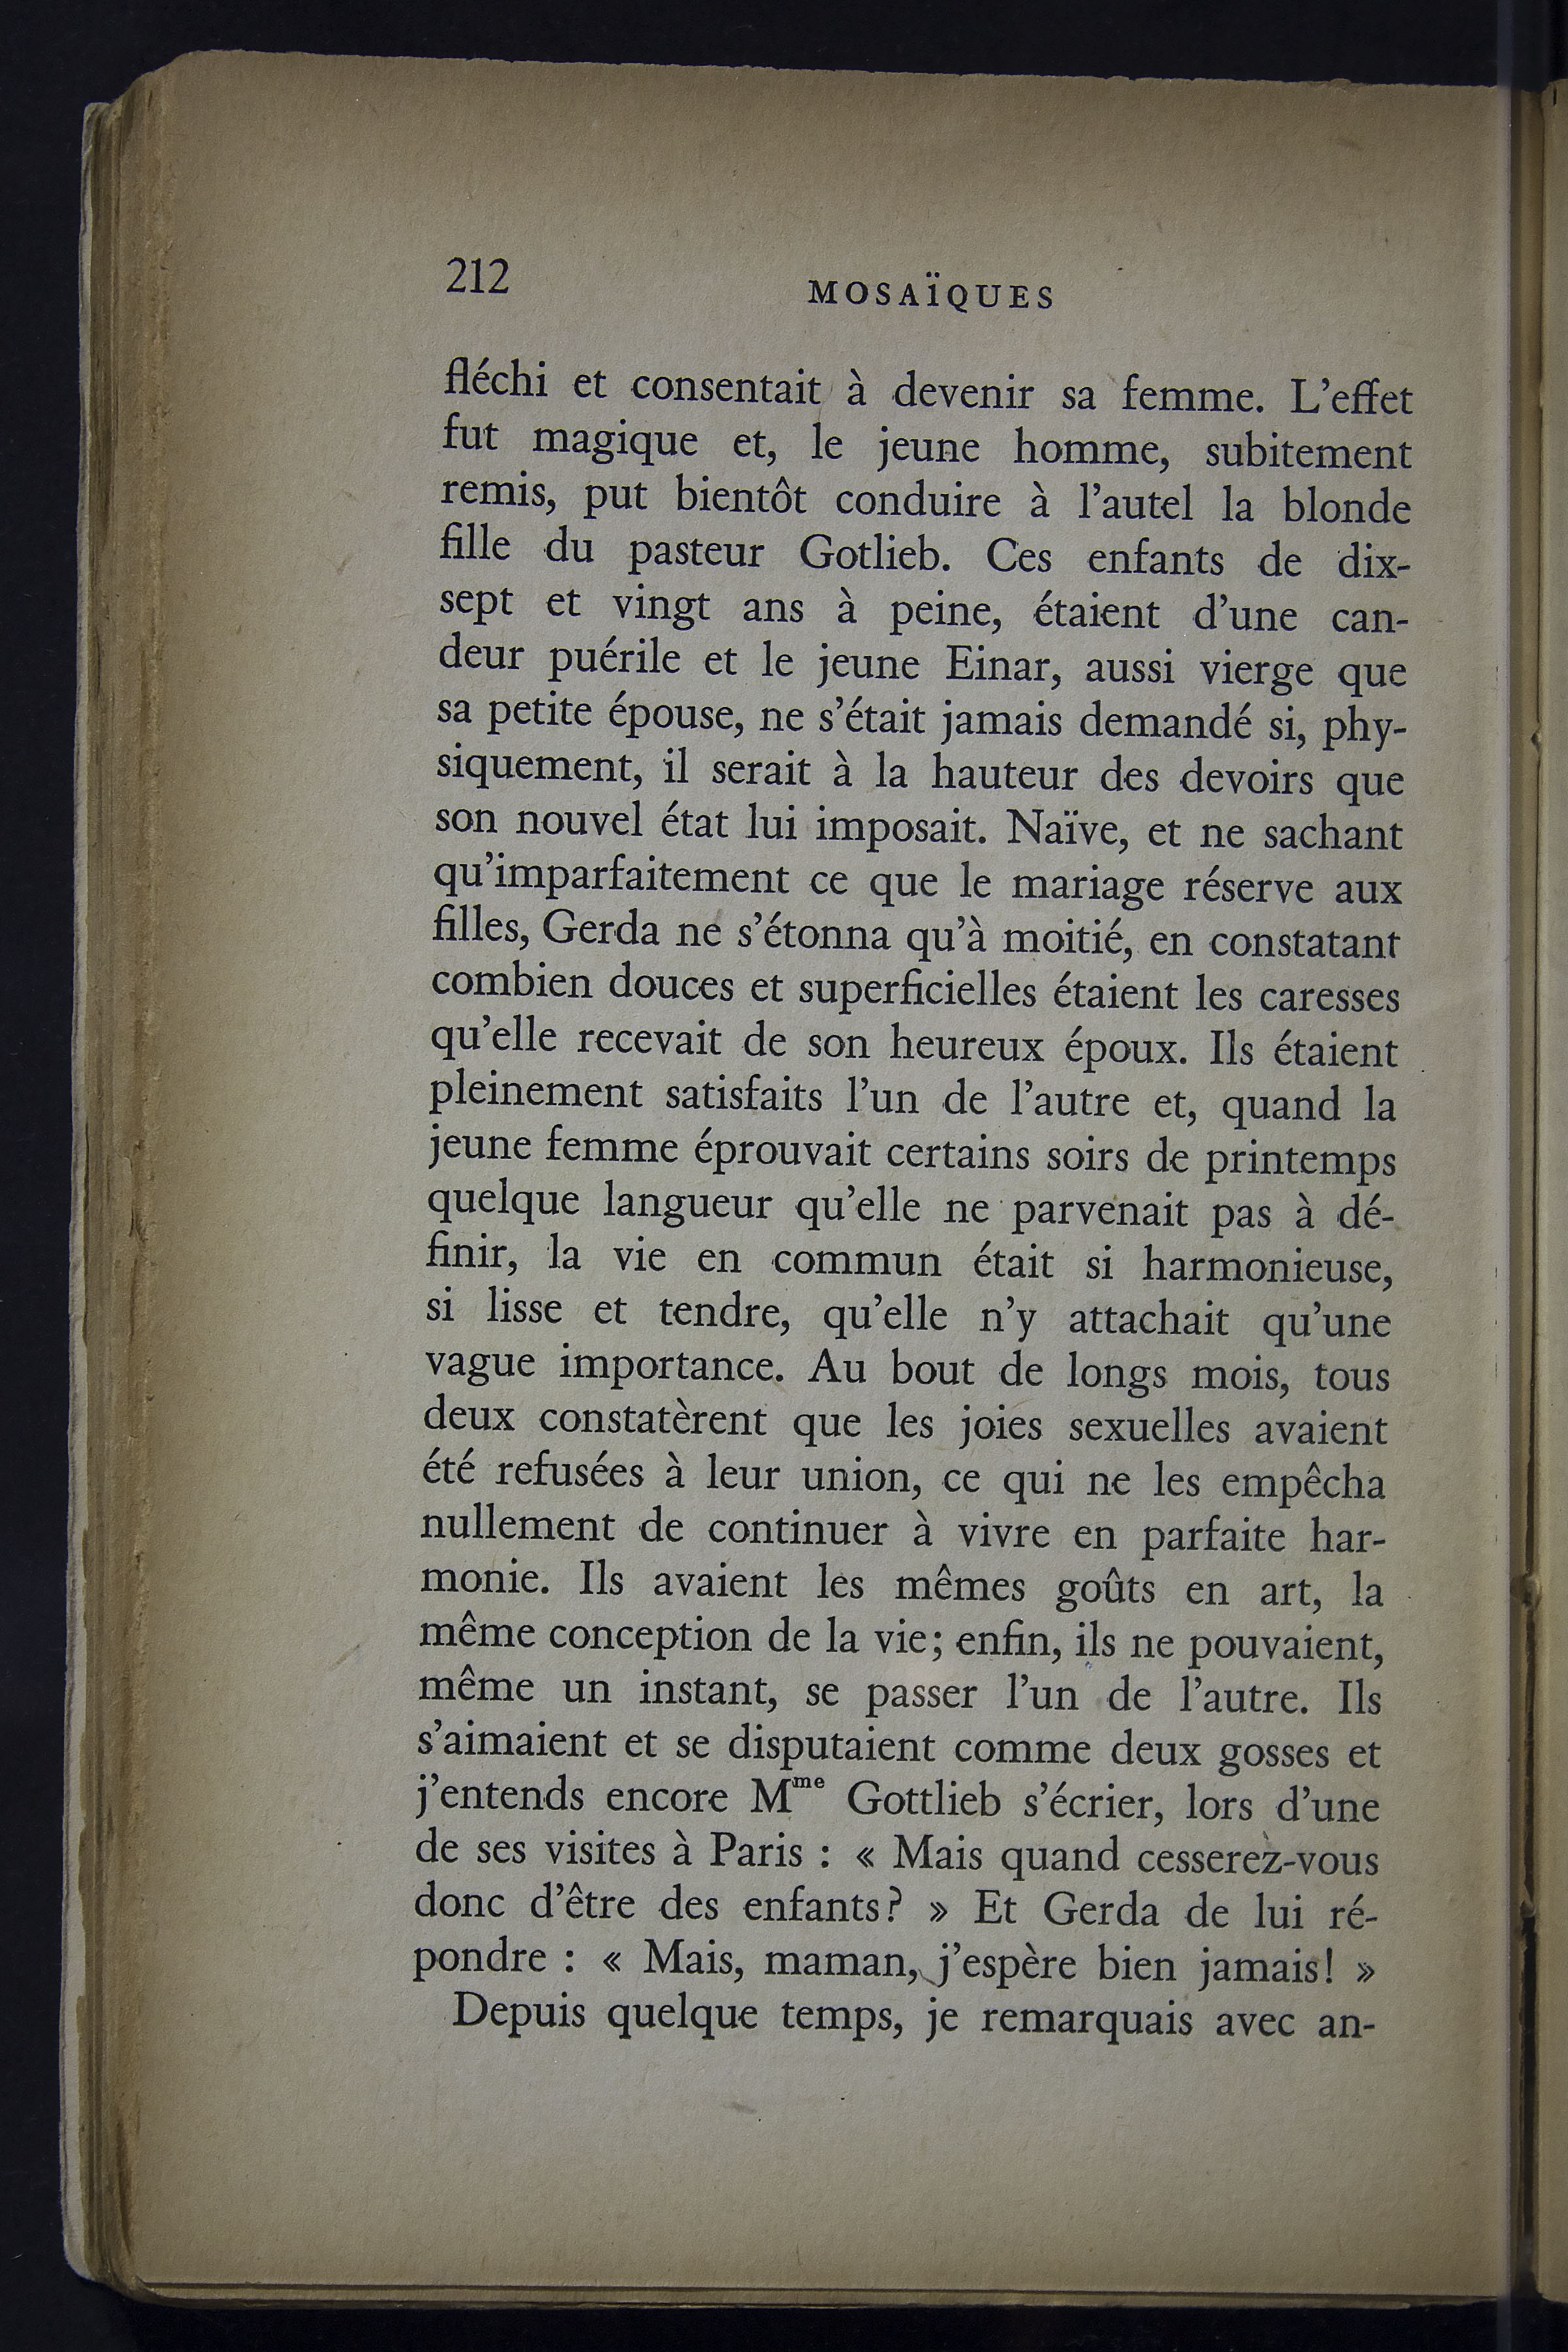 212
MOSAÏQUES
fléchi et consentait à devenir sa femme. L'effet
fut magique et, le jeune homme, subitement
remis, put bientôt conduire à l'autel la blonde
fille du pasteur Gotlieb. Ces enfants de dix-
sept et vingt ans à peine, étaient d'une can-
deur puérile et le jeune Einar, aussi vierge que
sa petite épouse, ne s'était jamais demandé si, phy-
siquement, il serait à la hauteur des devoirs que
son nouvel état lui imposait. Naïve, et ne sachant
qu'imparfaitement ce que le mariage réserve aux
filles, Gerda ne s'étonna qu'à moitié, en constatant
combien douces et superficielles étaient les caresses
qu'elle recevait de son heureux époux. Ils étaient
pleinement satisfaits l'un de l'autre et, quand la
jeune femme éprouvait certains soirs de printemps
quelque langueur qu'elle ne parvenait pas à dé-
finir, la vie en commun était si harmonieuse,
si lisse et tendre, qu'elle n'y attachait qu'une
vague importance. Au bout de longs mois, tous
deux constatèrent que les joies sexuelles avaient
été refusées à leur union, ce qui ne les empêcha
nullement de continuer à vivre en parfaite har-
monie. Ils avaient les mêmes goûts en art, la
même conception de la vie; enfin, ils ne pouvaient,
même un instant, se passer l'un de l'autre. Ils
s'aimaient et se disputaient comme deux gosses et
j'entends encore Mme Gottlieb s'écrier, lors d'une
de ses visites à Paris : « Mais quand cesserez-vous
donc d'être des enfants? » Et Gerda de lui ré-
pondre : « Mais, maman, j'espère bien jamais! »
Depuis quelque temps, je remarquais avec an-